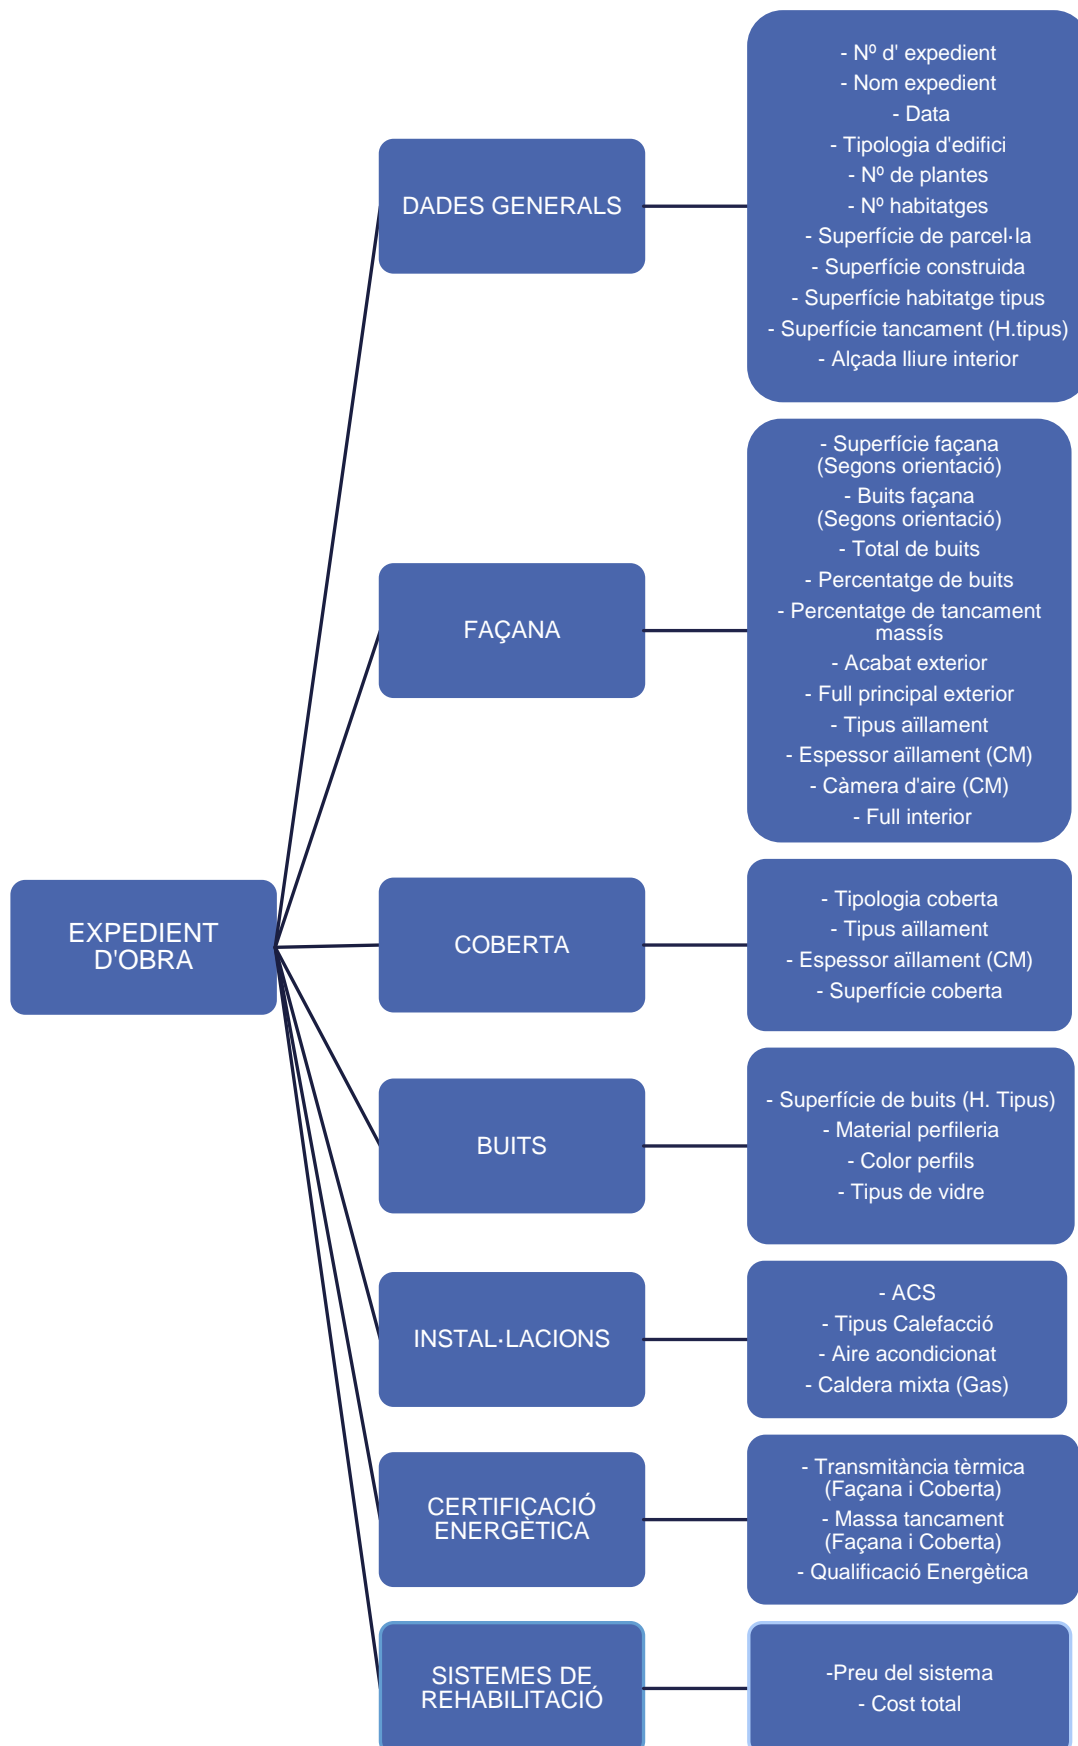 EXPEDIENT
D'OBRA
DADES GENERALS
- Nº d' expedient
- Nom expedient
- Data
- Tipologia d'edifici
- Nº de plantes
- Nº habitatges
- Superfície de parcel·la
- Superfície construida
- Superfície habitatge tipus
- Superfície tancament (H.tipus)
- Alçada lliure interior
FAÇANA
- Superfície façana
(Segons orientació)
- Buits façana
(Segons orientació)
- Total de buits
- Percentatge de buits
- Percentatge de tancament
massís
- Acabat exterior
- Full principal exterior
- Tipus aïllament
- Espessor aïllament (CM)
- Càmera d'aire (CM)
- Full interior
COBERTA
- Tipologia coberta
- Tipus aïllament
- Espessor aïllament (CM)
- Superfície coberta
BUITS
- Superfície de buits (H. Tipus)
- Material perfileria
- Color perfils
- Tipus de vidre
INSTAL·LACIONS
- ACS
- Tipus Calefacció
- Aire acondicionat
- Caldera mixta (Gas)
CERTIFICACIÓ
ENERGÈTICA
- Transmitància tèrmica
(Façana i Coberta)
- Massa tancament
(Façana i Coberta)
- Qualificació Energètica
SISTEMES DE
REHABILITACIÓ
-Preu del sistema
- Cost total